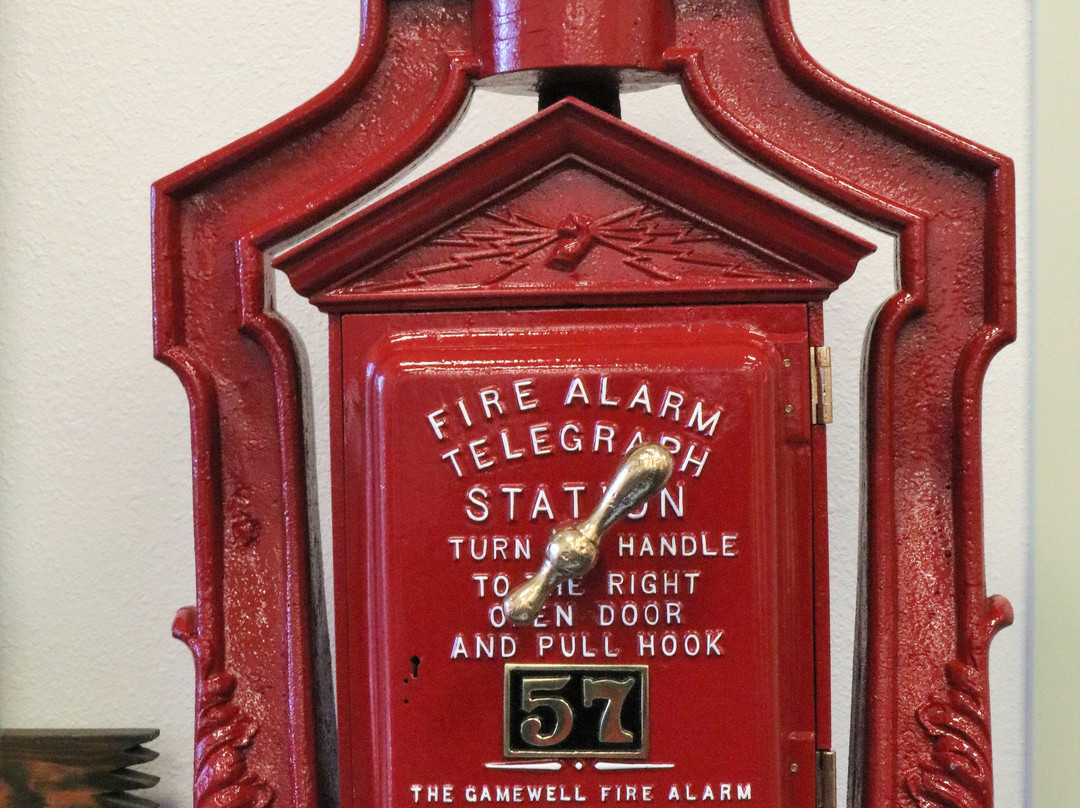 FIRE ALARM
TELEGRAPH
STATION
TURN HANDLE
TO THE RIGHT
OPEN DOOR
AND PULL HOOK
57
THE GAMEWELL FIRE ALARM